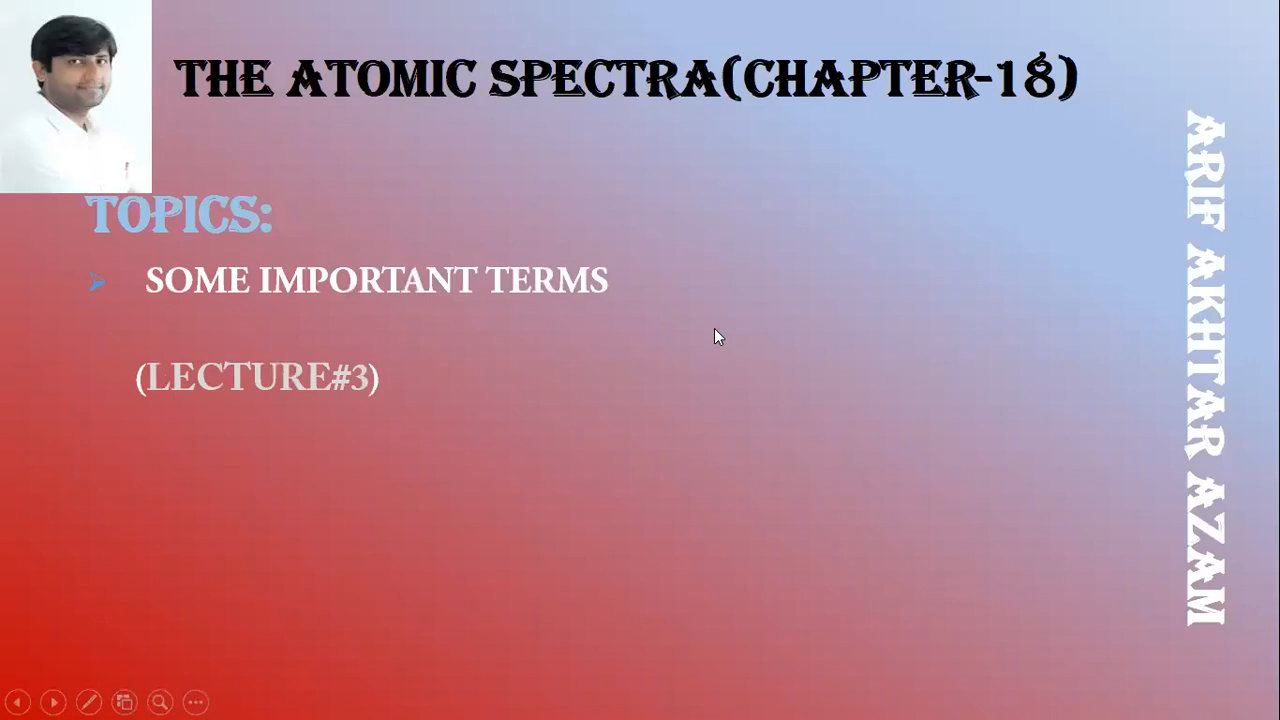 THE ATOMIC SPECTRA(CHAPTER-18)
TOPICS:
SOME IMPORTANT TERMS
(LECTURE#3)
ARIF AKHTAR AZAM